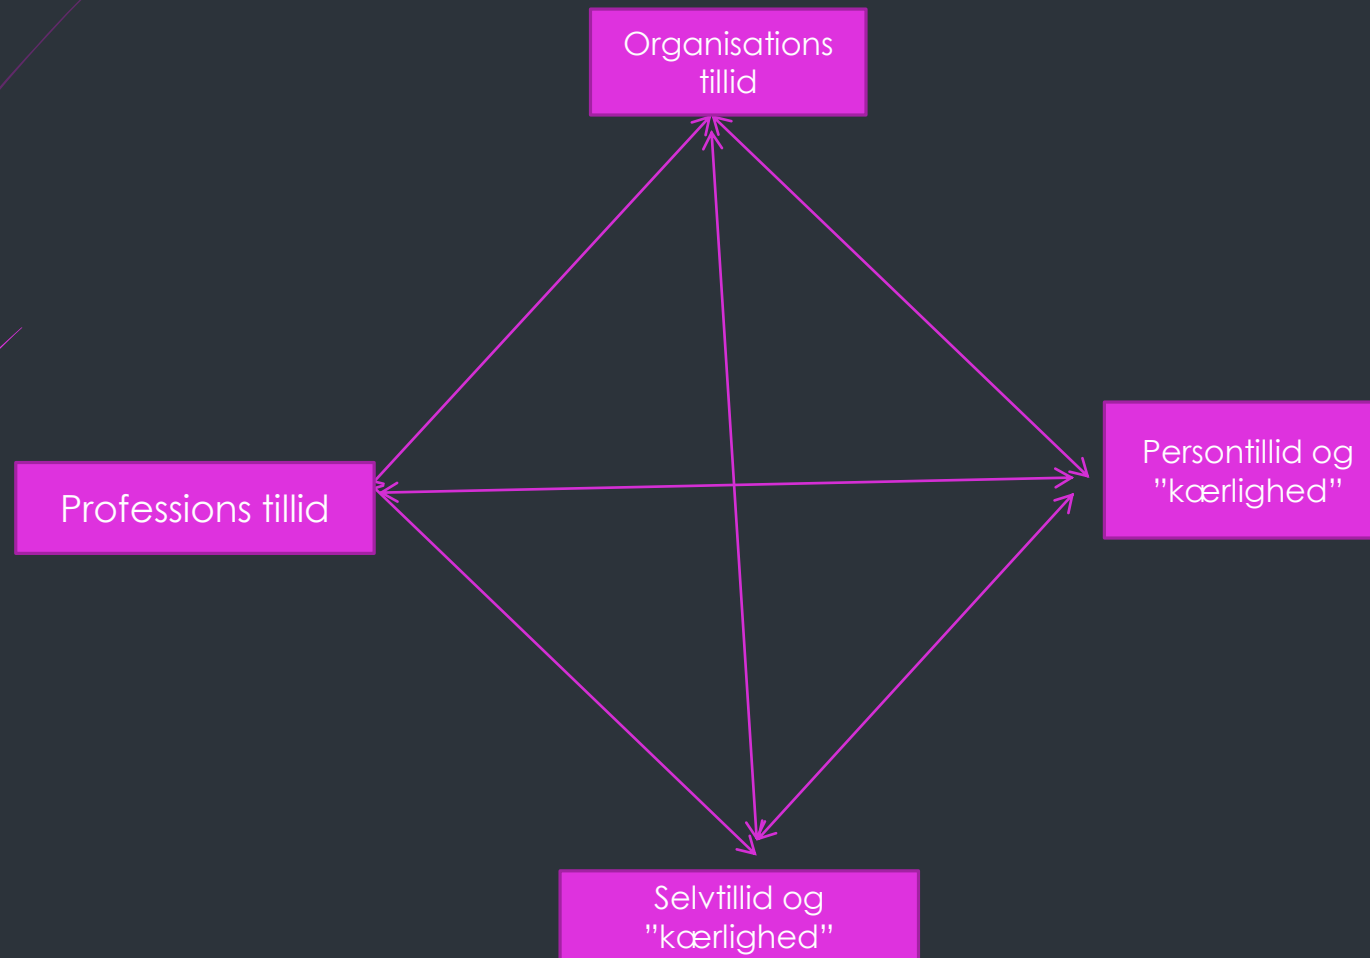 Organisations
tillid
Professions tillid
Persontillid og
”kærlighed”
Selvtillid og
”kærlighed”